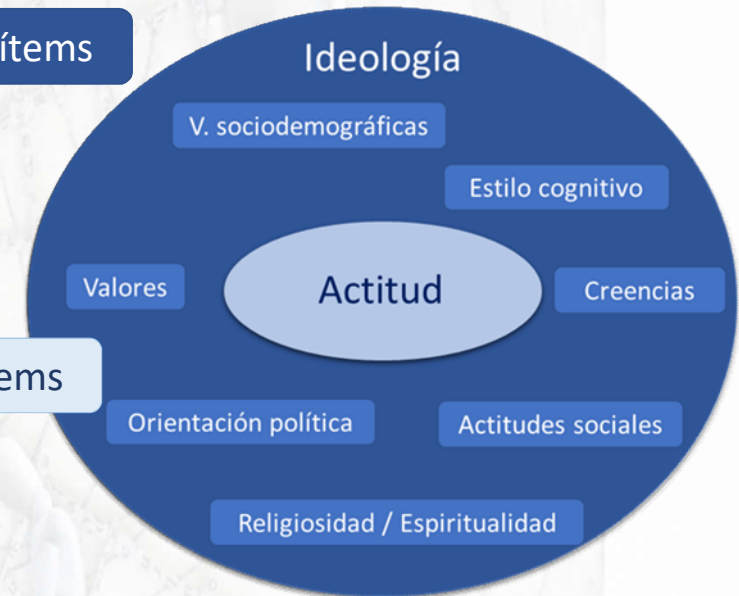 ítems
Ideología
V. sociodemográficas
Estilo cognitivo
Valores
Actitud
Creencias
ems
Orientación política
Actitudes sociales
Religiosidad / Espiritualidad